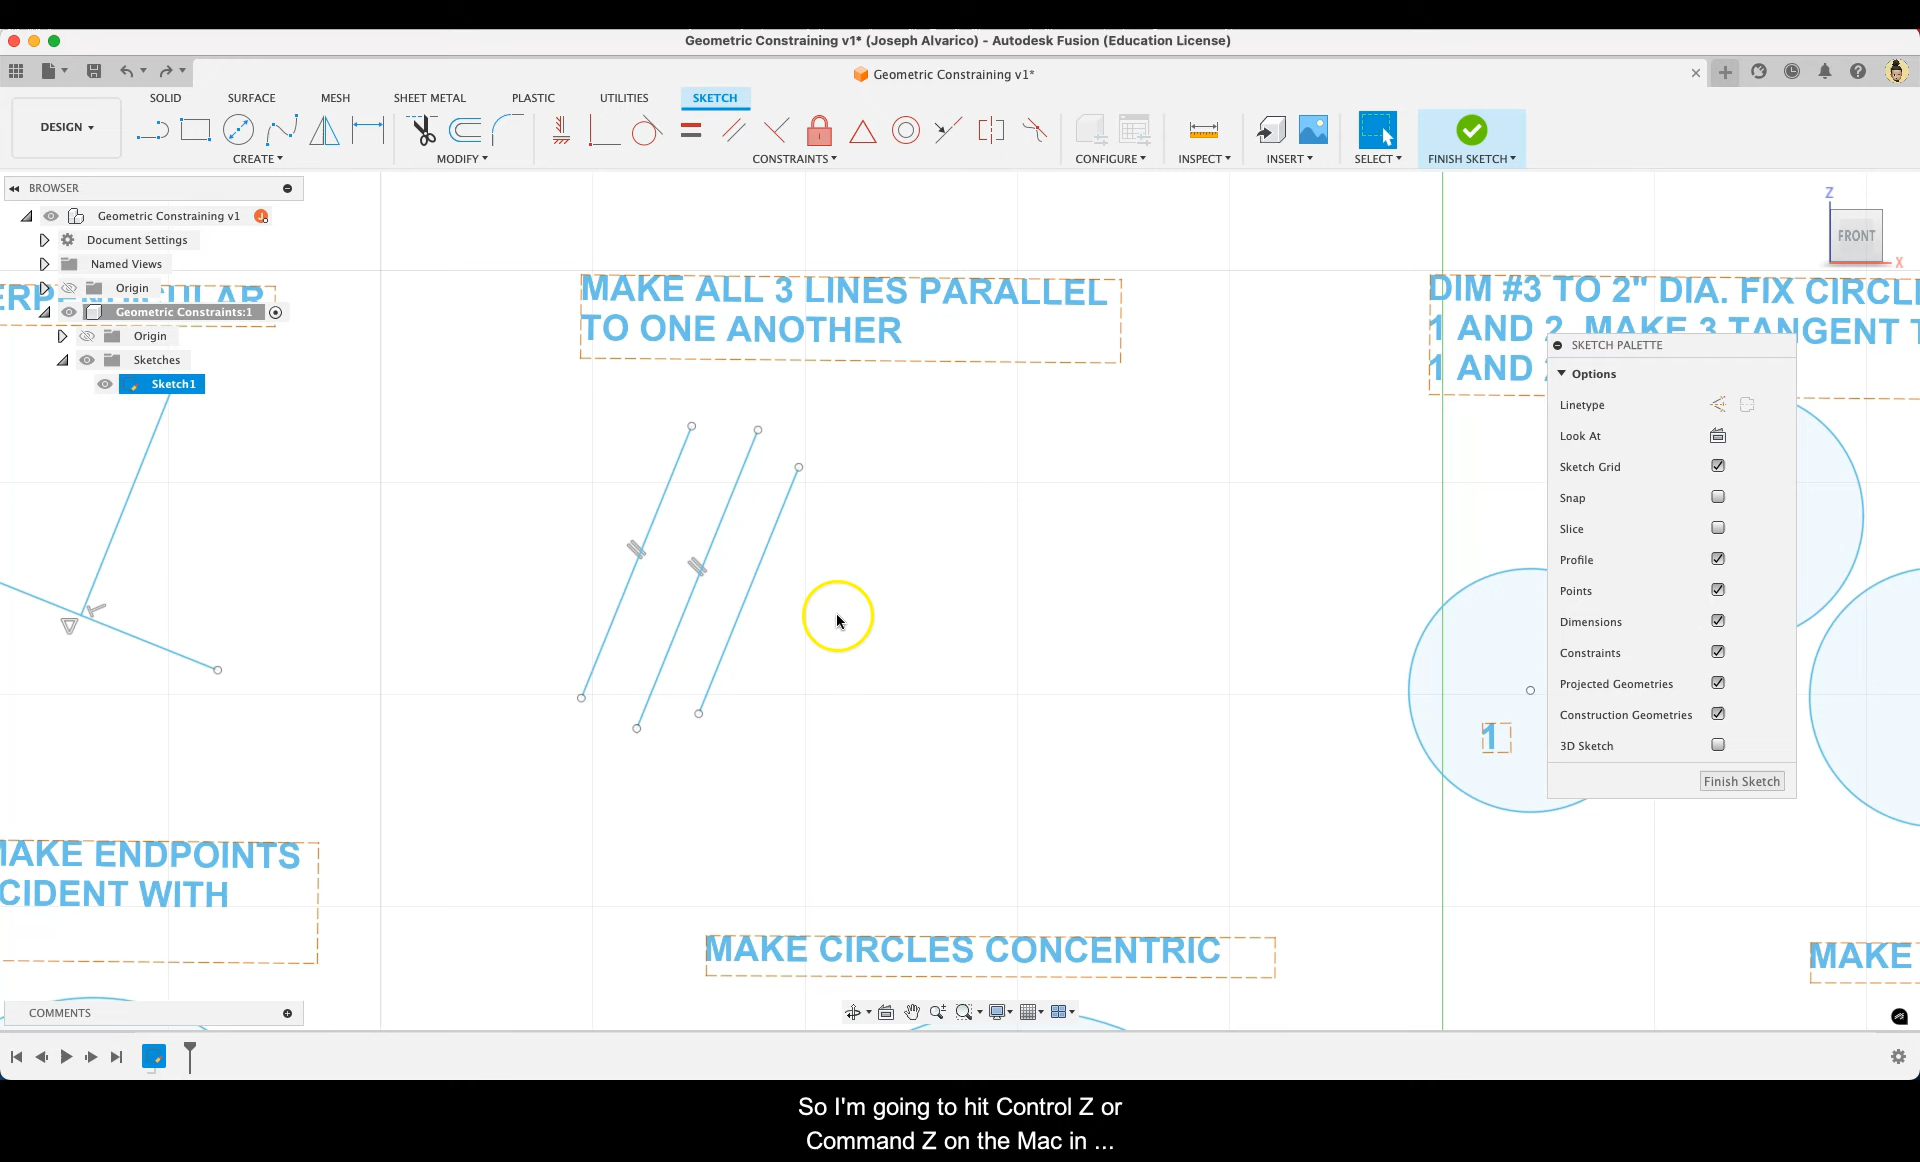 Geometric Constraining v1* (Joseph Alvarico) - Autodesk Fusion (Education License)
Geometric Constraining v1*
SOLID SURFACE MESH SHEET METAL PLASTIC UTILITIES SKETCH
DESIGN
CREATE MODIFY CONSTRAINTS CONFIGURE INSPECT INSERT SELECT FINISH SKETCH
BROWSER
Geometric Constraining v1
Document Settings
Named Views
Origin
Geometric Constraints:1
Origin
Sketches
Sketch1
Z
FRONT
X
ERPENDICULAR
MAKE ALL 3 LINES PARALLEL
TO ONE ANOTHER
DIM #3 TO 2" DIA. FIX CIRCL
1 AND 2. MAKE 3 TANGENT T
1 AND
SKETCH PALETTE
Options
Linetype
Look At
Sketch Grid
Snap
Slice
Profile
Points
Dimensions
Constraints
Projected Geometries
Construction Geometries
3D Sketch
Finish Sketch
1
MAKE ENDPOINTS
CIDENT WITH
MAKE CIRCLES CONCENTRIC
MAKE
COMMENTS
So I'm going to hit Control Z or
Command Z on the Mac in ...